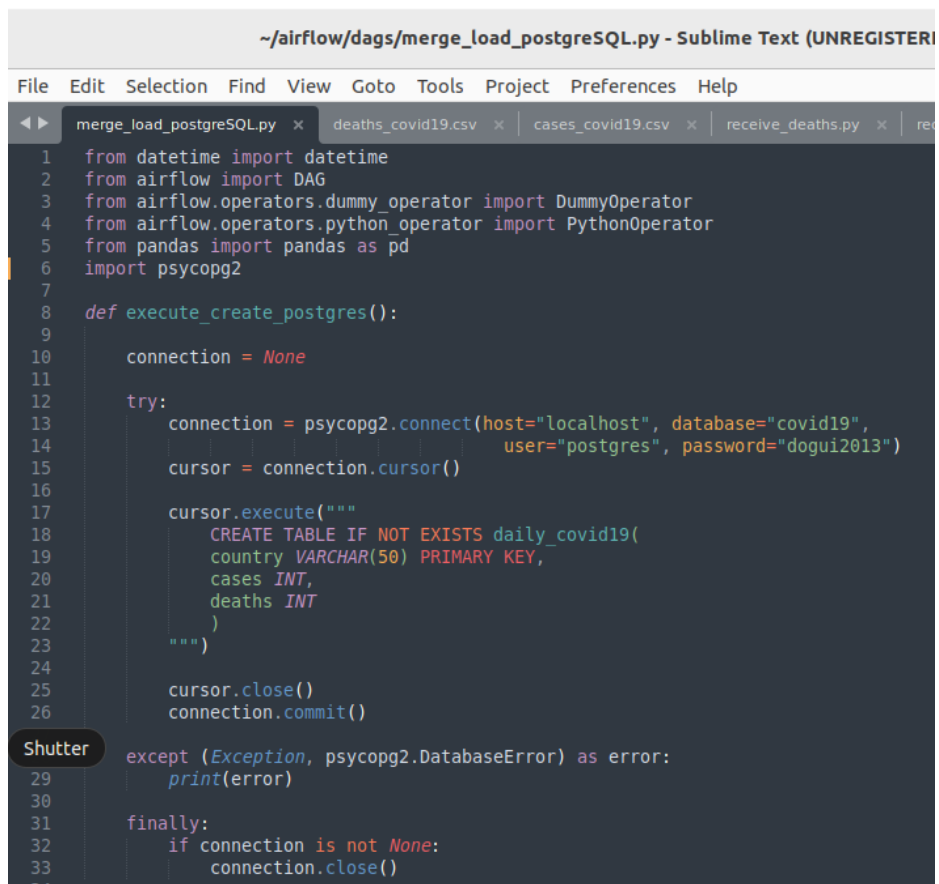 ~/airflow/dags/merge_load_postgreSQL.py - Sublime Text (UNREGISTERE
File Edit Selection Find View Goto Tools Project Preferences Help
merge_load_postgreSQL.py × deaths_covid19.csv × cases_covid19.csv × receive_deaths.py × rec
1 from datetime import datetime
2 from airflow import DAG
3 from airflow.operators.dummy_operator import DummyOperator
4 from airflow.operators.python_operator import PythonOperator
5 from pandas import pandas as pd
6 import psycopg2
7
8 def execute_create_postgres():
9
10 connection = None
11
12 try:
13 connection = psycopg2.connect(host="localhost", database="covid19",
14 user="postgres", password="dogui2013")
15 cursor = connection.cursor()
16
17 cursor.execute("""
18 CREATE TABLE IF NOT EXISTS daily_covid19(
19 country VARCHAR(50) PRIMARY KEY,
20 cases INT,
21 deaths INT
22 )
23 """)
24
25 cursor.close()
26 connection.commit()
Shutter
except (Exception, psycopg2.DatabaseError) as error:
29 print(error)
30
31 finally:
32 if connection is not None:
33 connection.close()